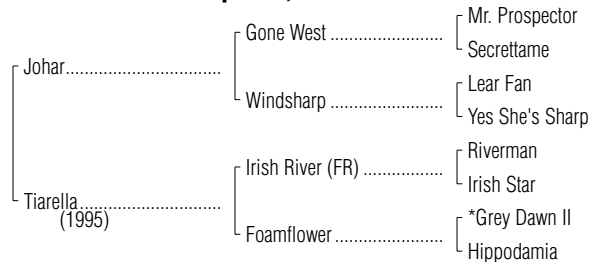 Mr. Prospector
Gone West ......................
Secrettame
Johar...............................
Lear Fan
Windsharp ......................
Yes She's Sharp
Riverman
Irish River (FR) ................
Irish Star
Tiarella.............................
(1995)
*Grey Dawn II
Foamflower ......................
Hippodamia